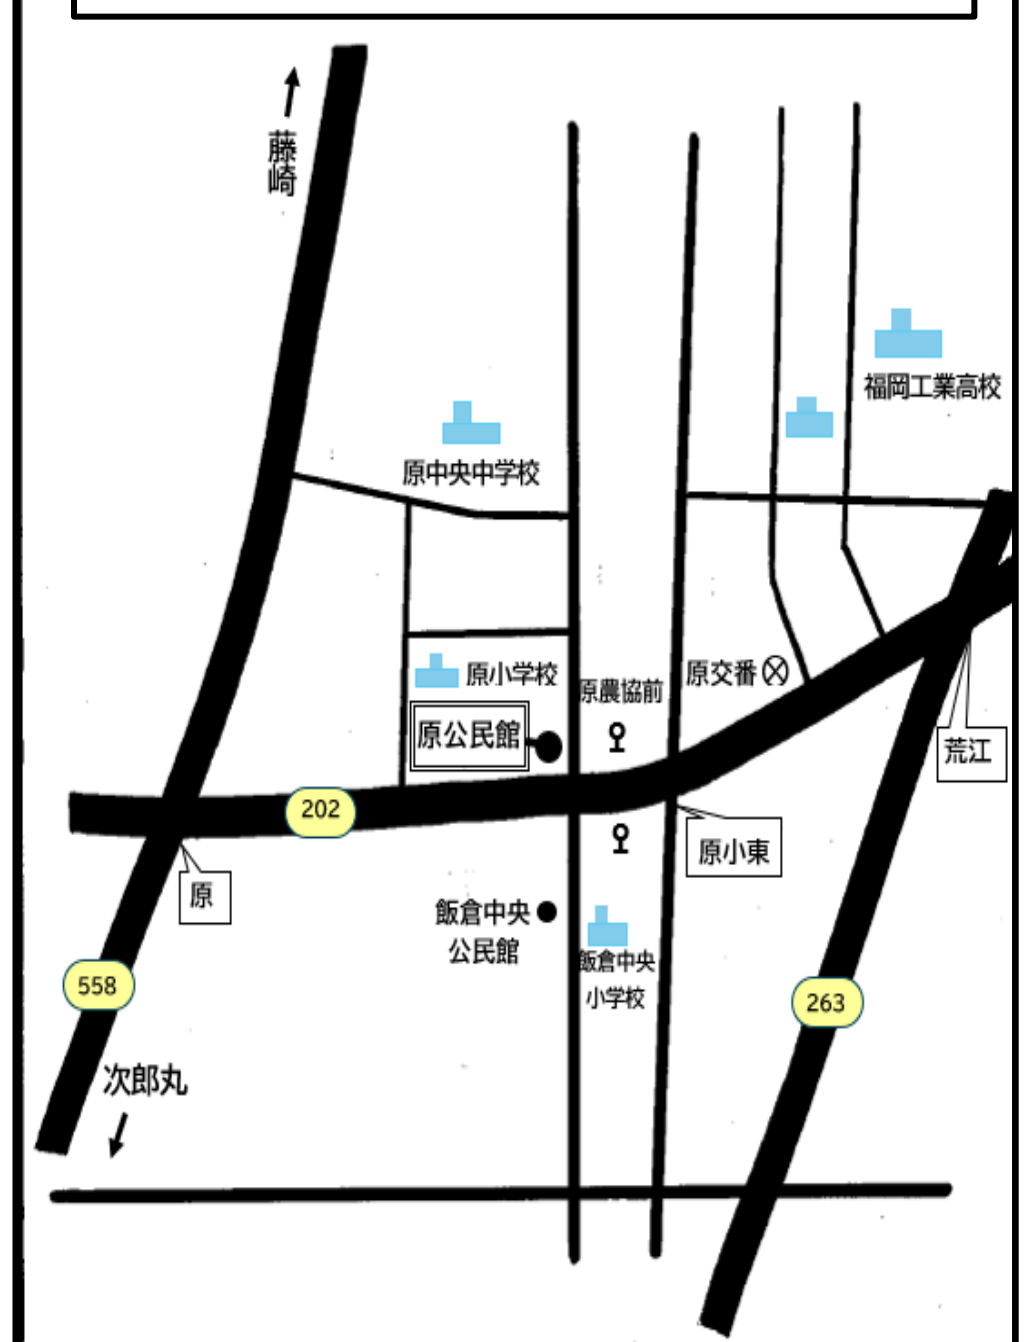 藤崎
福岡工業高校
原中央中学校
原小学校
原農協前
原交番
原公民館
荒江
202
原小東
原
飯倉中央
公民館
飯倉中央
小学校
558
263
次郎丸